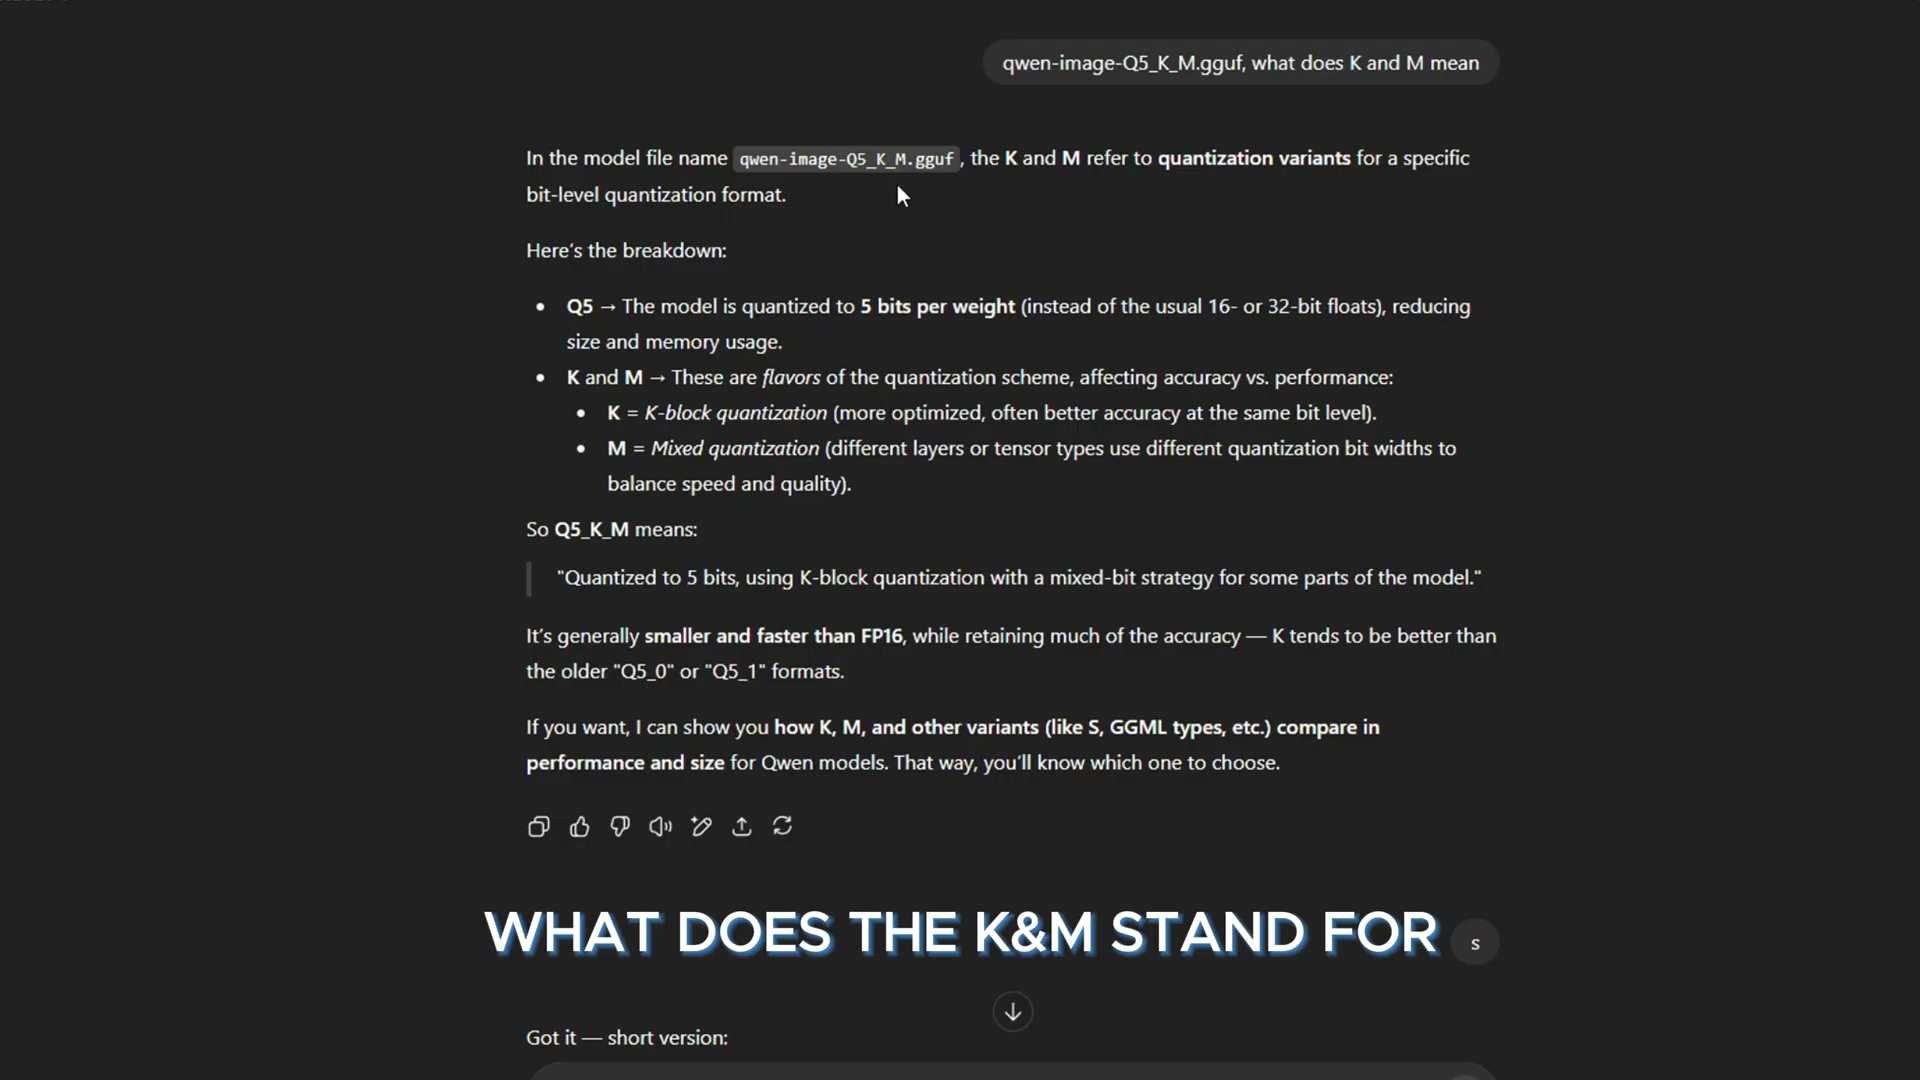 qwen-image-Q5_K_M.gguf, what does K and M mean
In the model file name qwen-image-Q5_K_M.gguf, the K and M refer to quantization variants for a specific
bit-level quantization format.
Here's the breakdown:
• Q5 → The model is quantized to 5 bits per weight (instead of the usual 16- or 32-bit floats), reducing
size and memory usage.
• K and M → These are flavors of the quantization scheme, affecting accuracy vs. performance:
• K = K-block quantization (more optimized, often better accuracy at the same bit level).
• M = Mixed quantization (different layers or tensor types use different quantization bit widths to
balance speed and quality).
So Q5_K_M means:
"Quantized to 5 bits, using K-block quantization with a mixed-bit strategy for some parts of the model."
It's generally smaller and faster than FP16, while retaining much of the accuracy — K tends to be better than
the older "Q5_0" or "Q5_1" formats.
If you want, I can show you how K, M, and other variants (like S, GGML types, etc.) compare in
performance and size for Qwen models. That way, you'll know which one to choose.
WHAT DOES THE K&M STAND FOR
s
Got it — short version: